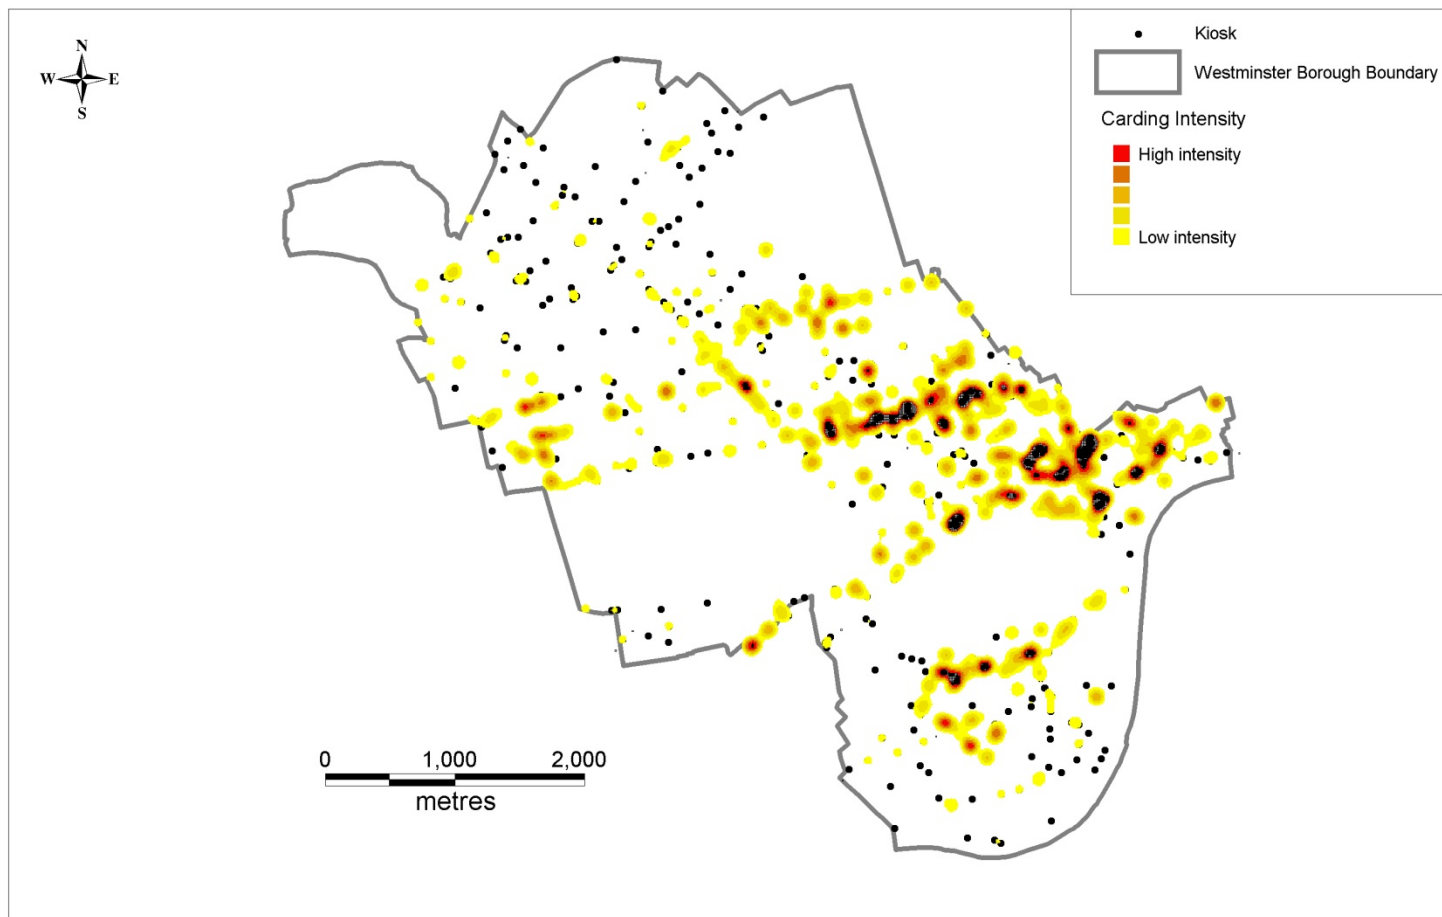 N
W E
S
Kiosk
Westminster Borough Boundary
Carding Intensity
High intensity
Low intensity
0 1,000 2,000
metres